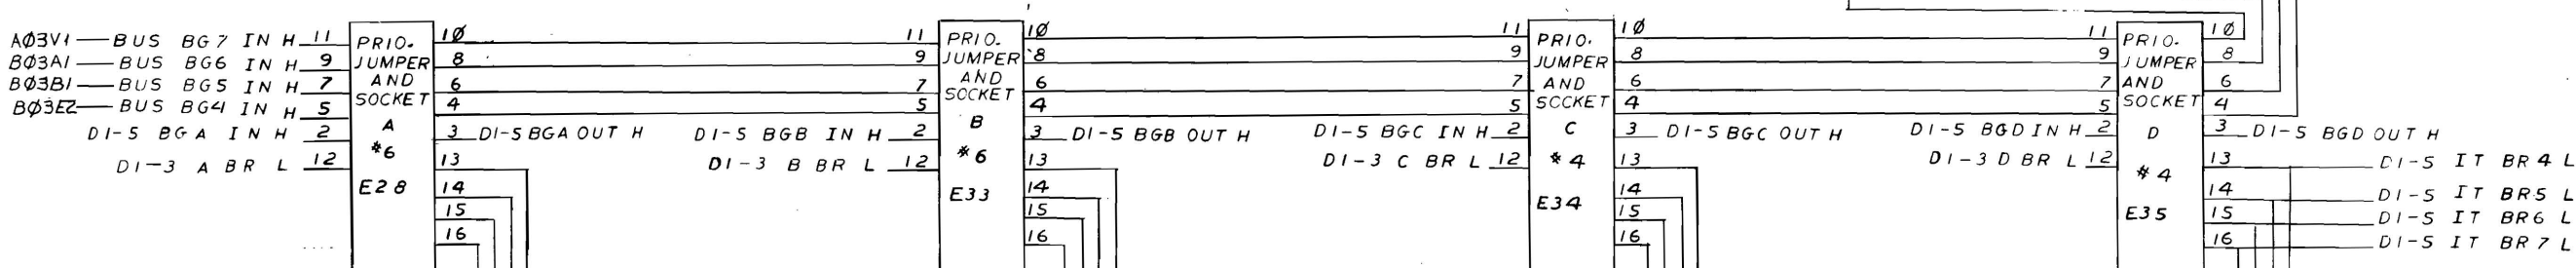 AØ3V1 BUS BG7 IN H 11 PRIO. 10 11 PRIO. 10 11 PRIO. 10 11 PRIO. 10
BØ3A1 BUS BG6 IN H 9 JUMPER 8 9 JUMPER 8 9 JUMPER 8 9 JUMPER 8
BØ3B1 BUS BG5 IN H 7 AND 6 7 AND 6 7 AND 6 7 AND 6
BØ3E2 BUS BG4 IN H 5 SOCKET 4 5 SOCKET 4 5 SOCKET 4 5 SOCKET 4
D1-5 BGA IN H 2 A 3 D1-5 BGA OUT H D1-5 BGB IN H 2 B 3 D1-5 BGB OUT H D1-5 BGC IN H 2 C 3 D1-5 BGC OUT H D1-5 BGD IN H 2 D 3 D1-5 BGD OUT H
D1-3 A BR L 12 #6 13 D1-3 B BR L 12 #6 13 D1-3 C BR L 12 #4 13 D1-3 D BR L 12 #4 13 D1-5 IT BR4 L
E28 14 E33 14 E34 14 E35 14 D1-5 IT BR5 L
15 15 15 15 D1-5 IT BR6 L
16 16 16 16 D1-5 IT BR7 L